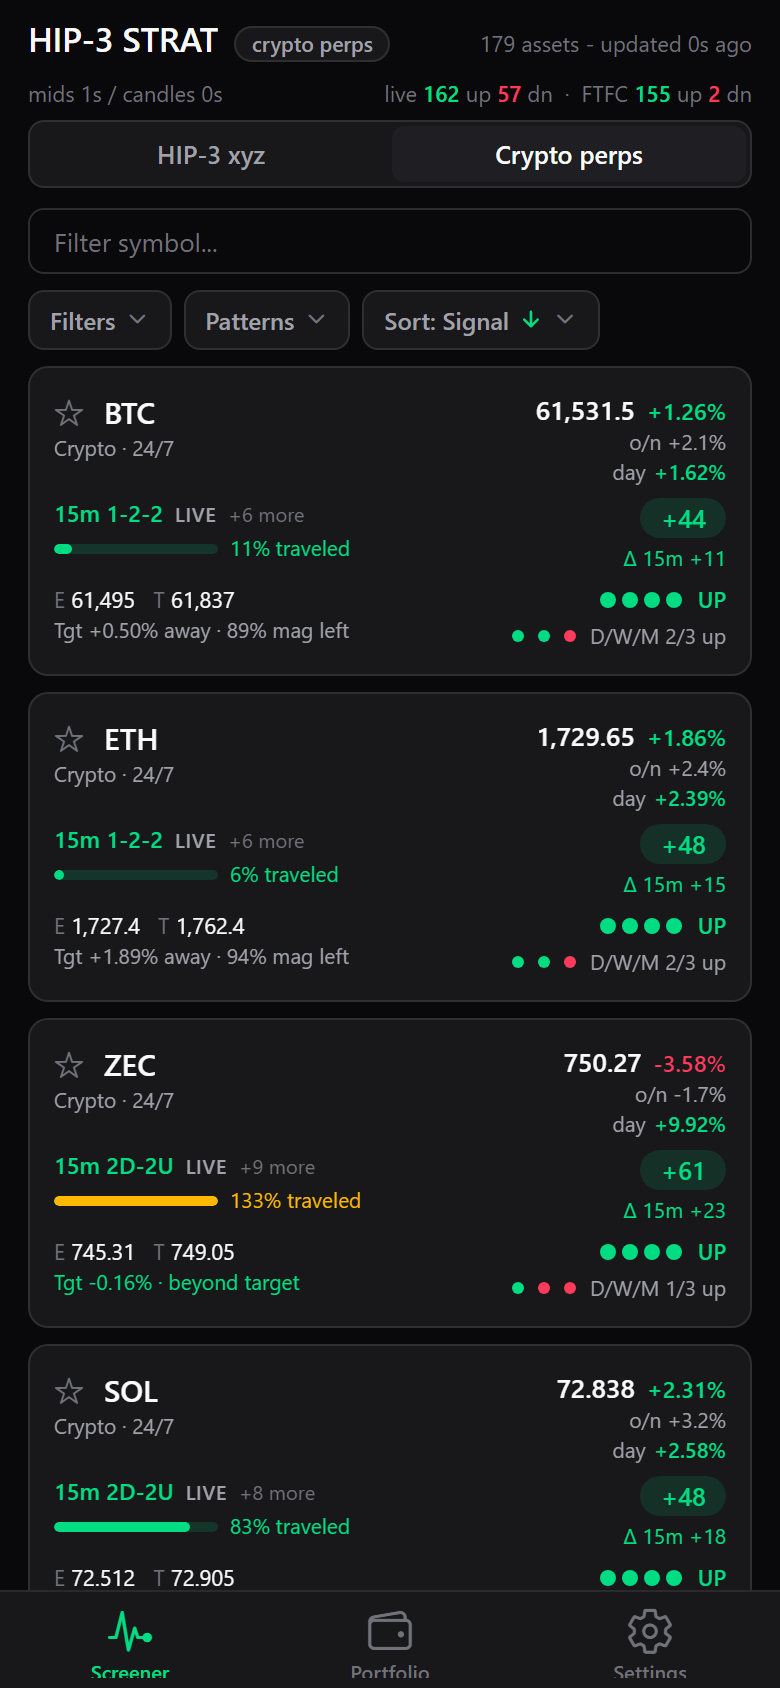 HIP-3 STRAT crypto perps 179 assets - updated 0s ago
mids 1s / candles 0s live 162 up 57 dn · FTFC 155 up 2 dn
HIP-3 xyz Crypto perps
Filter symbol...
Filters Patterns Sort: Signal ↓
BTC 61,531.5 +1.26%
Crypto · 24/7 o/n +2.1%
day +1.62%
15m 1-2-2 LIVE +6 more +44
11% traveled Δ 15m +11
E 61,495 T 61,837 UP
Tgt +0.50% away · 89% mag left D/W/M 2/3 up
ETH 1,729.65 +1.86%
Crypto · 24/7 o/n +2.4%
day +2.39%
15m 1-2-2 LIVE +6 more +48
6% traveled Δ 15m +15
E 1,727.4 T 1,762.4 UP
Tgt +1.89% away · 94% mag left D/W/M 2/3 up
ZEC 750.27 -3.58%
Crypto · 24/7 o/n -1.7%
day +9.92%
15m 2D-2U LIVE +9 more +61
133% traveled Δ 15m +23
E 745.31 T 749.05 UP
Tgt -0.16% · beyond target D/W/M 1/3 up
SOL 72.838 +2.31%
Crypto · 24/7 o/n +3.2%
day +2.58%
15m 2D-2U LIVE +8 more +48
83% traveled Δ 15m +18
E 72.512 T 72.905 UP
Screener Portfolio Settings